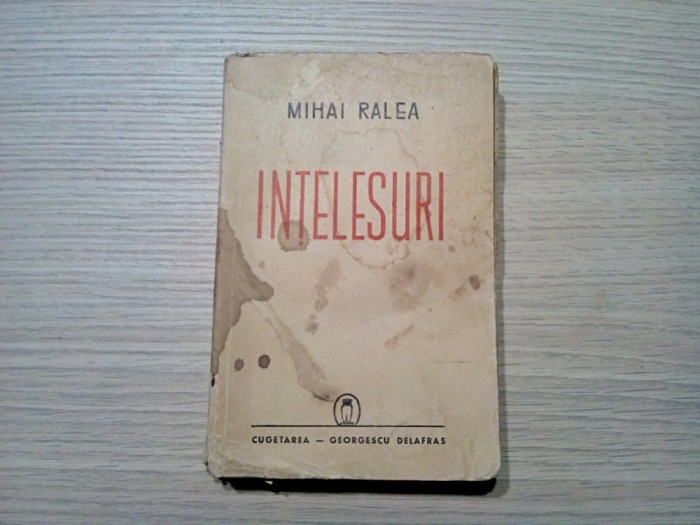 MIHAI RALEA
INTELESURI
CUGETAREA — GEORGESCU DELAFRAS